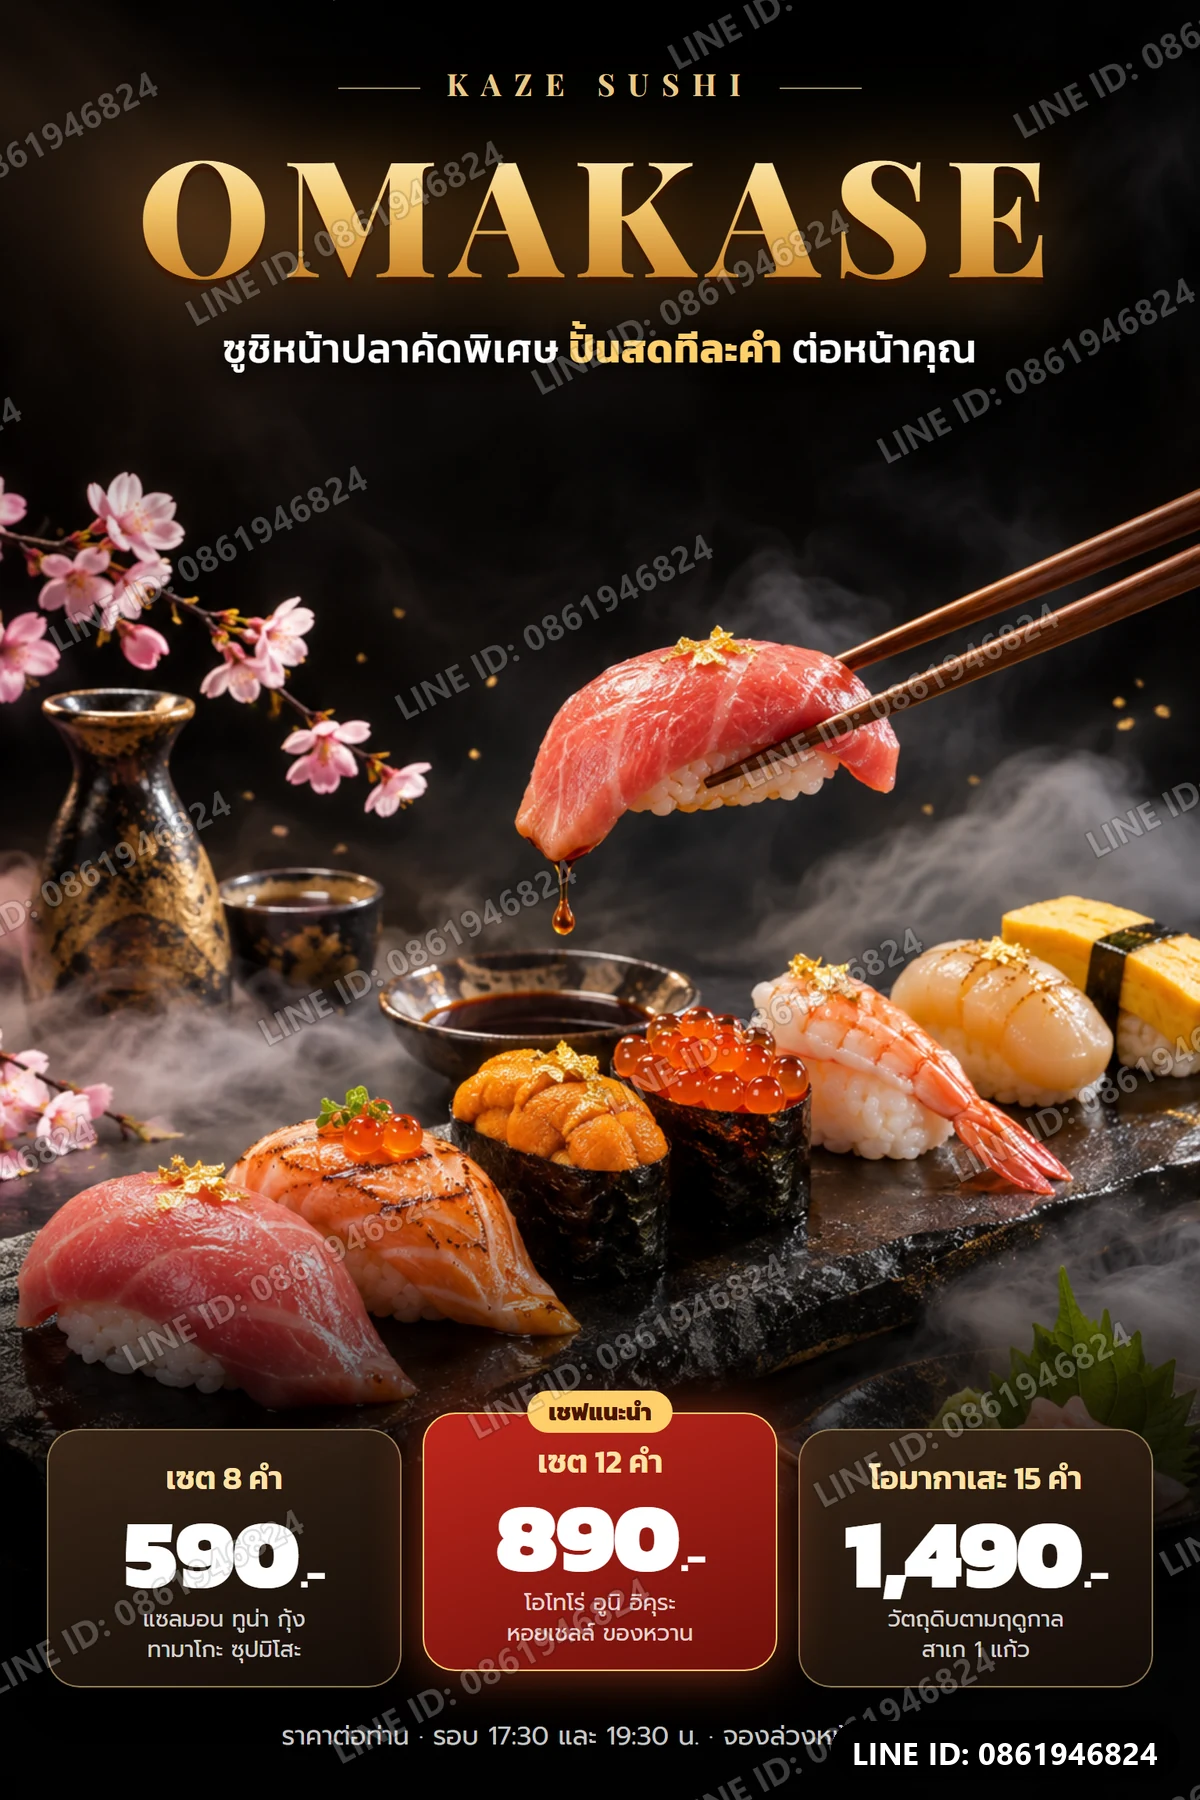 KAZE SUSHI
OMAKASE
ซูชิหน้าปลาคัดพิเศษ ปั้นสดทีละคำ ต่อหน้าคุณ
เชฟแนะนำ
เซต 8 คำ
590.-
แซลมอน ทูน่า กุ้ง
ทามาโกะ ซุปมิโสะ
เซต 12 คำ
890.-
โอโทโร่ อูนิ อิคุระ
หอยเชลล์ ของหวาน
โอมากาเสะ 15 คำ
1,490.-
วัตถุดิบตามฤดูกาล
สาเก 1 แก้ว
ราคาต่อท่าน · รอบ 17:30 และ 19:30 น. · จองล่วง
LINE ID: 0861946824